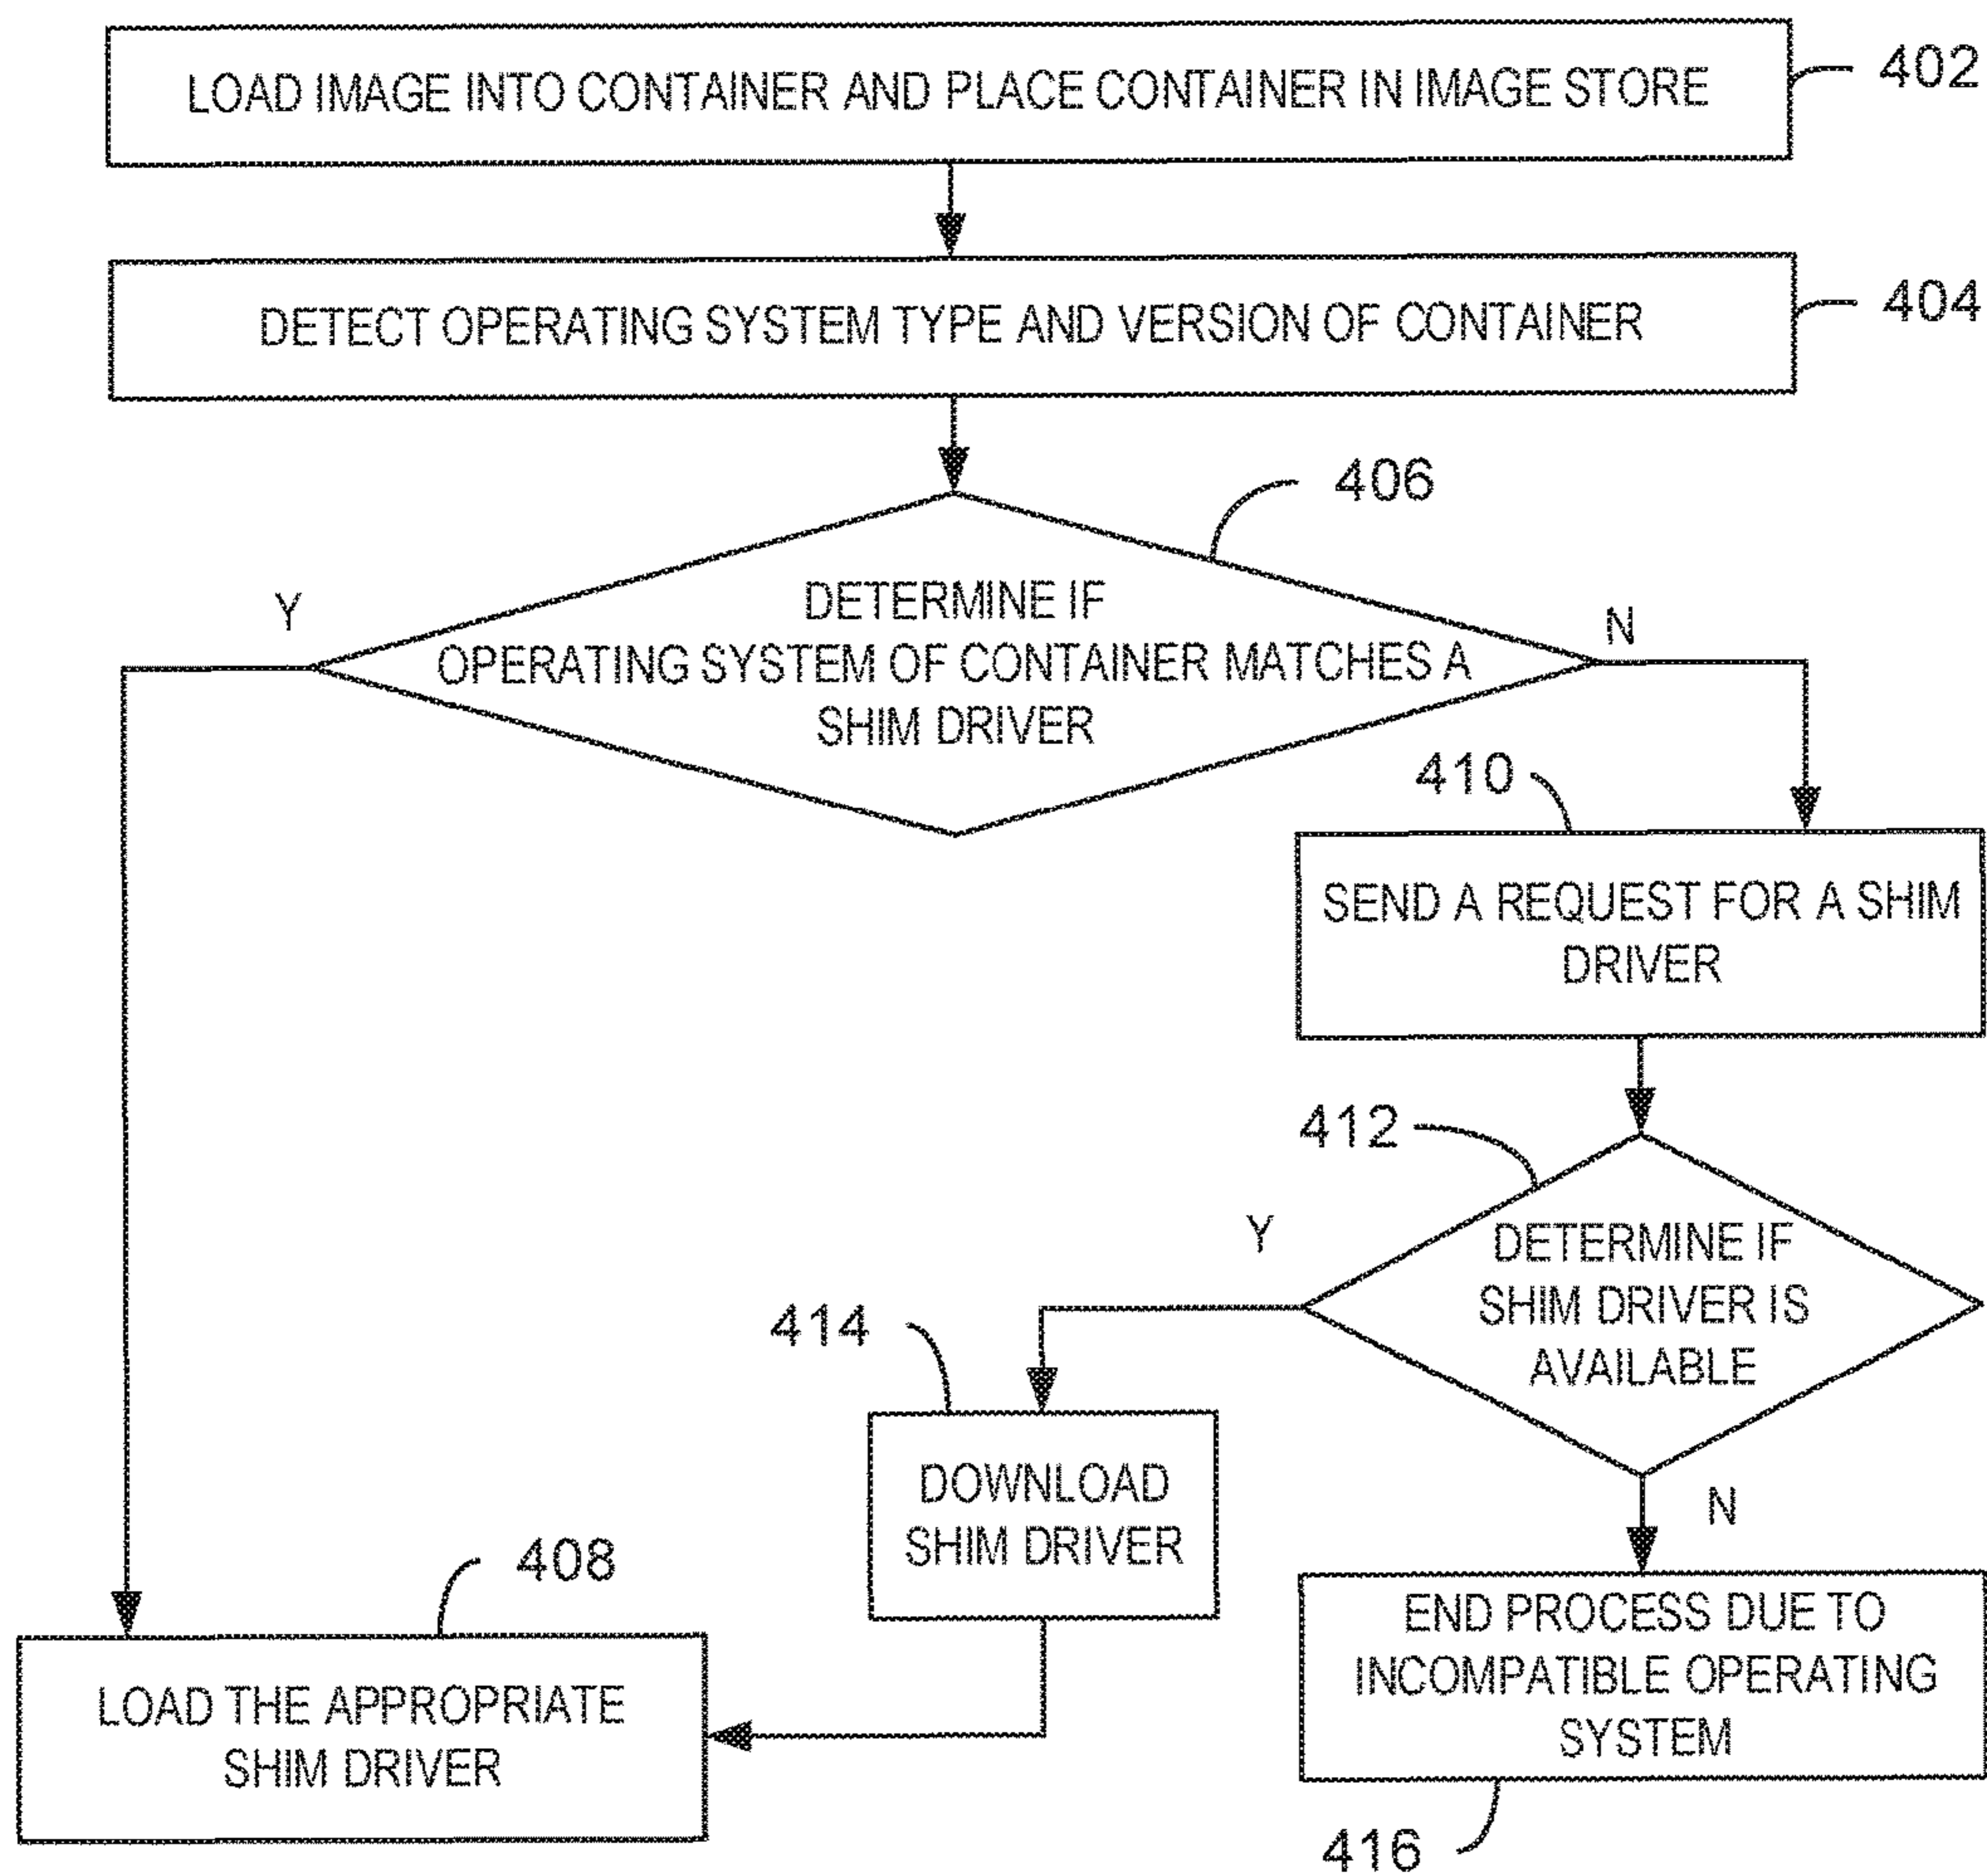 LOAD IMAGE INTO CONTAINER AND PLACE CONTAINER IN IMAGE STORE
402
DETECT OPERATING SYSTEM TYPE AND VERSION OF CONTAINER
404
406
Y
DETERMINE IF
OPERATING SYSTEM OF CONTAINER MATCHES A
SHIM DRIVER
N
410
SEND A REQUEST FOR A SHIM
DRIVER
412
Y
DETERMINE IF
SHIM DRIVER IS
AVAILABLE
414
DOWNLOAD
SHIM DRIVER
N
408
LOAD THE APPROPRIATE
SHIM DRIVER
END PROCESS DUE TO
INCOMPATIBLE OPERATING
SYSTEM
416